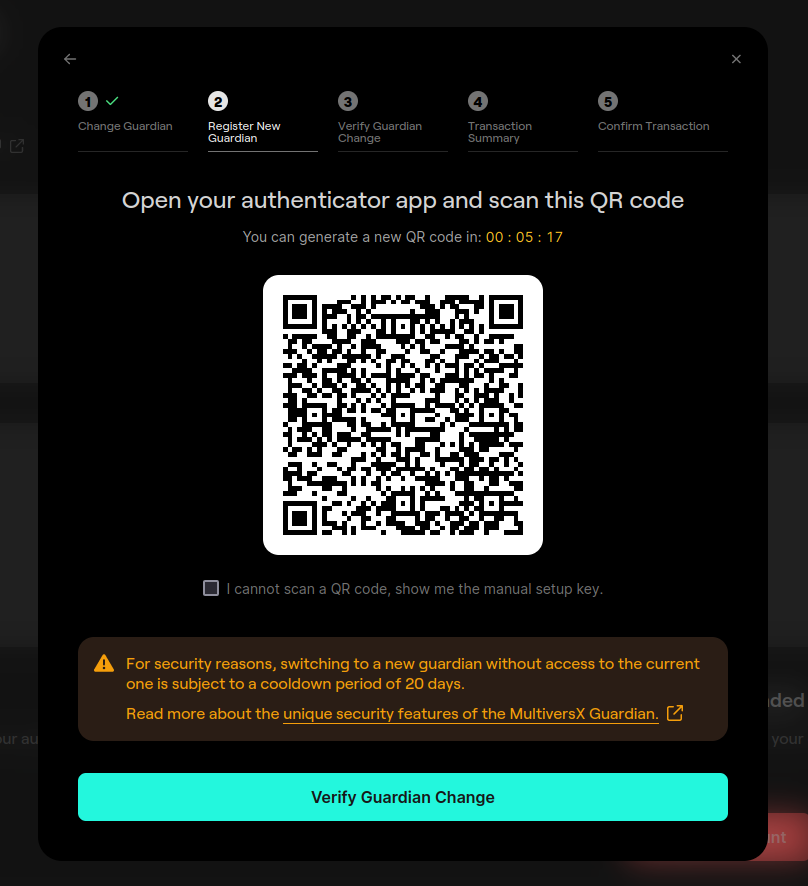 1
Change Guardian
2
Register New
Guardian
3
Verify Guardian
Change
4
Transaction
Summary
5
Confirm Transaction
Open your authenticator app and scan this QR code
You can generate a new QR code in: 00 : 05 : 17
I cannot scan a QR code, show me the manual setup key.
For security reasons, switching to a new guardian without access to the current
one is subject to a cooldown period of 20 days.
Read more about the unique security features of the MultiversX Guardian.
your
Verify Guardian Change